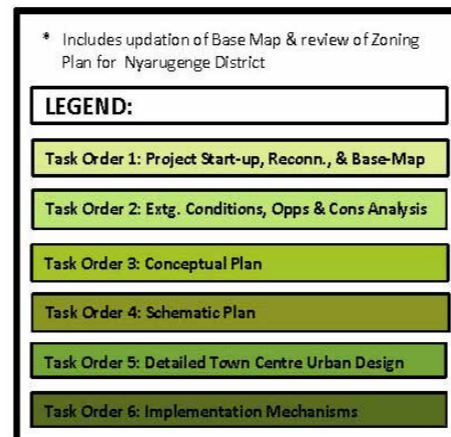 * Includes updation of Base Map & review of Zoning
Plan for Nyarugenge District
LEGEND:
Task Order 1: Project Start-up, Reconn., & Base-Map
Task Order 2: Extg. Conditions, Opps & Cons Analysis
Task Order 3: Conceptual Plan
Task Order 4: Schematic Plan
Task Order 5: Detailed Town Centre Urban Design
Task Order 6: Implementation Mechanisms